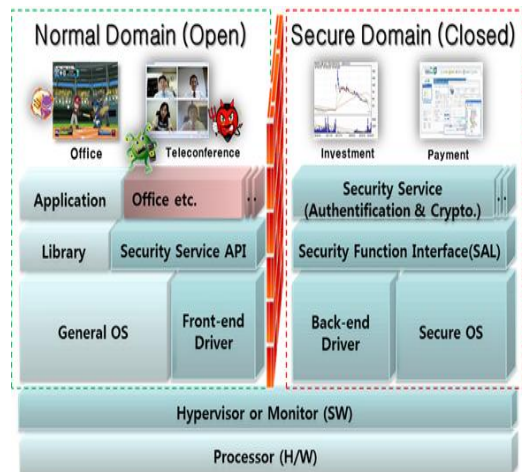 Normal Domain (Open)
Office
Teleconference
Application
Office etc.
Library
Security Service API
General OS
Front-end
Driver
Secure Domain (Closed)
Investment
Payment
Security Service
(Authentification & Crypto.)
Security Function Interface(SAL)
Back-end
Driver
Secure OS
Hypervisor or Monitor (SW)
Processor (H/W)